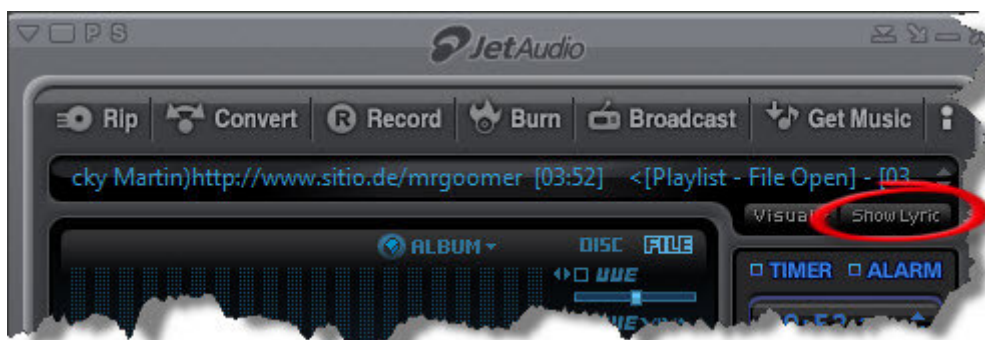 P S
JetAudio
Rip Convert Record Burn Broadcast Get Music
cky Martin)http://www.sitio.de/mrgoomer [03:52] <[Playlist - File Open] - [03
Show Lyric
ALBUM DISC FILE
TIMER ALARM